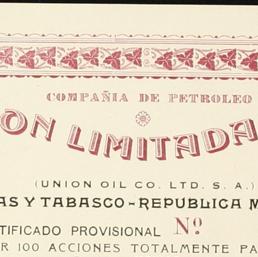 COMPAÑIA DE PETROLEO
ON LIMITADA
(UNION OIL CO. LTD. S. A.)
AS Y TABASCO-REPUBLICA M
TIFICADO PROVISIONAL Nº
R 100 ACCIONES TOTALMENTE PA